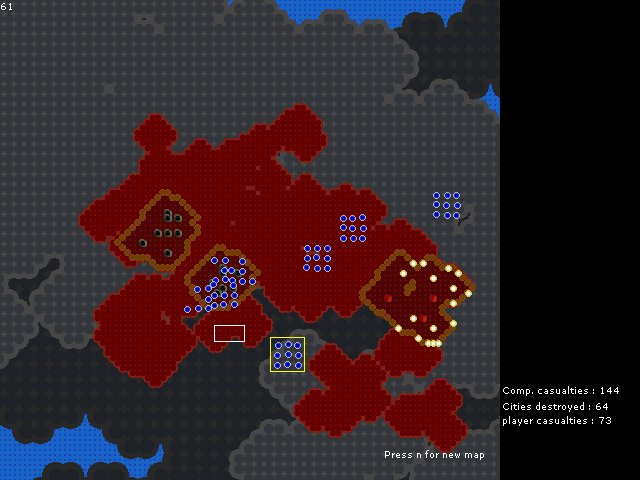 61
Comp. casualties : 144
Cities destroyed : 64
player casualties : 73
Press n for new map